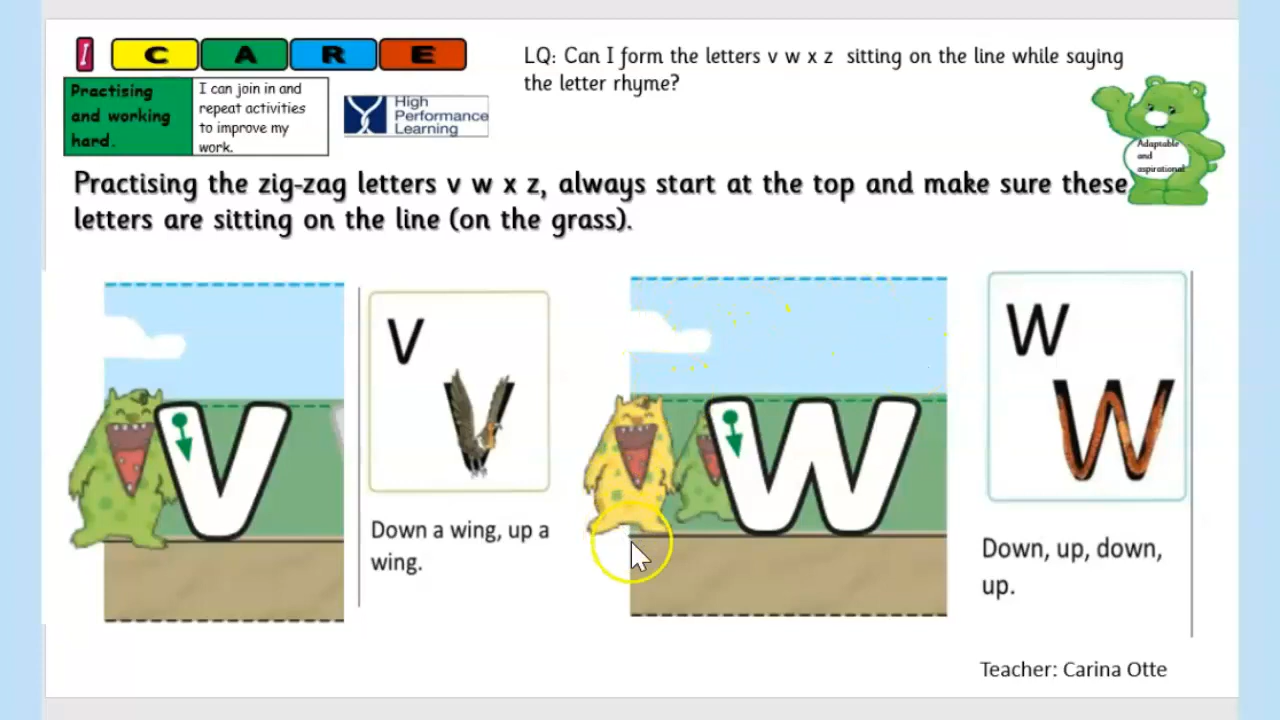 I C A R E
LQ: Can I form the letters v w x z sitting on the line while saying
the letter rhyme?
Practising
and working
hard.
I can join in and
repeat activities
to improve my
work.
High
Performance
Learning
Adaptable
and
aspirational
Practising the zig-zag letters v w x z, always start at the top and make sure these
letters are sitting on the line (on the grass).
v
v
v
Down a wing, up a
wing.
w
w
w
Down, up, down,
up.
Teacher: Carina Otte